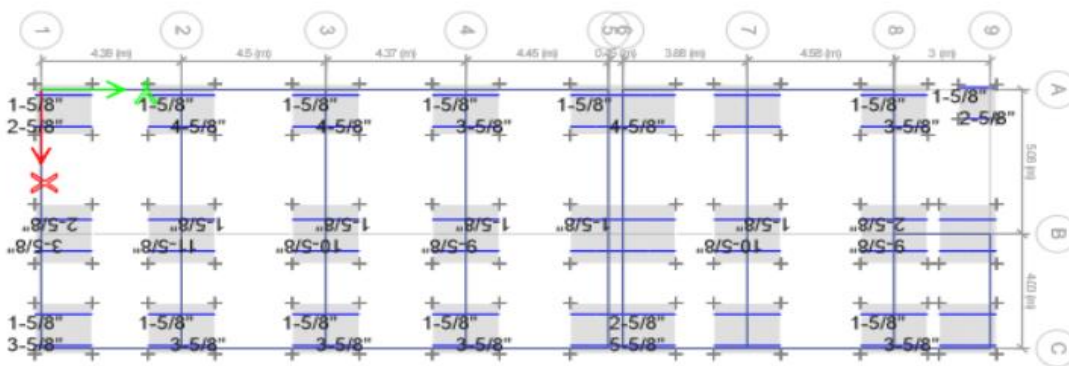 1 2 3 4 5 6 7 8 9
4.5 (m) 4.37 (m) 4.45 (m) 3.88 (m) 4.58 (m) 3 (m)
A
1-5/8" 1-5/8" 1-5/8" 1-5/8" 1-5/8" 1-5/8" 1-5/8"
2-5/8" 4-5/8" 4-5/8" 3-5/8" 4-5/8" 3-5/8" 2-5/8"
X
2-5/8" 1-5/8" 1-5/8" 1-5/8" 1-5/8" 1-5/8" 2-5/8"
B
3-5/8" 11-5/8" 10-5/8" 9-5/8" 10-5/8" 9-5/8"
4.03 (m)
1-5/8" 1-5/8" 1-5/8" 1-5/8" 2-5/8" 1-5/8"
3-5/8" 3-5/8" 3-5/8" 3-5/8" 5-5/8" 3-5/8"
C